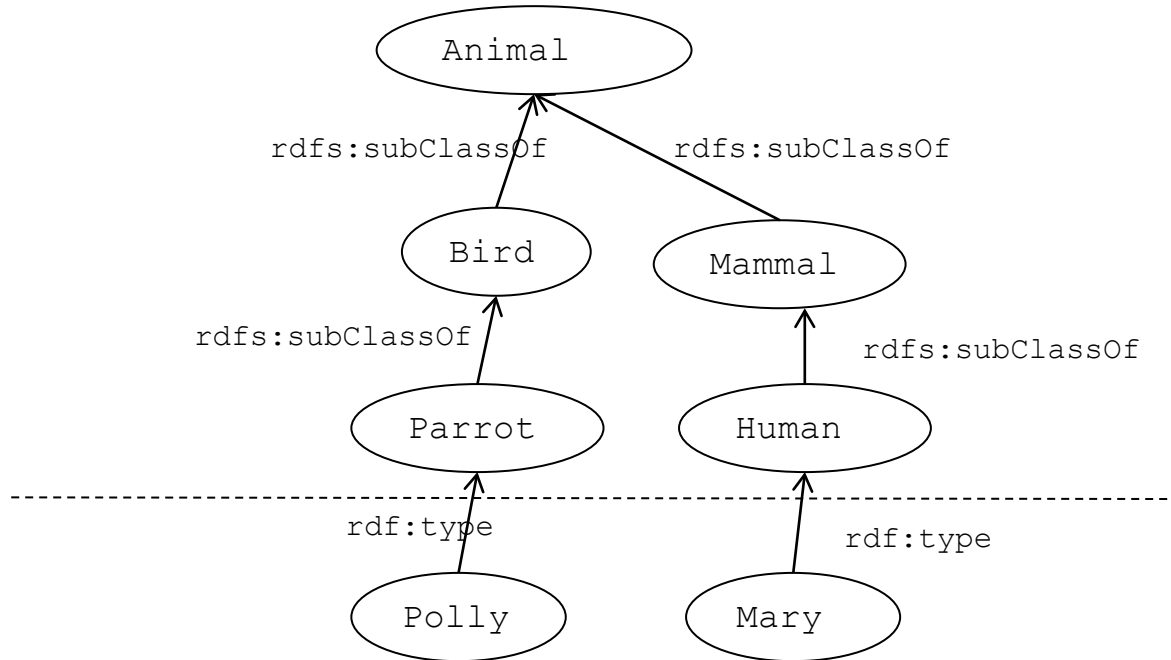 Animal
rdfs:subClassOf
rdfs:subClassOf
Bird
Mammal
rdfs:subClassOf
rdfs:subClassOf
Parrot
Human
rdf:type
rdf:type
Polly
Mary